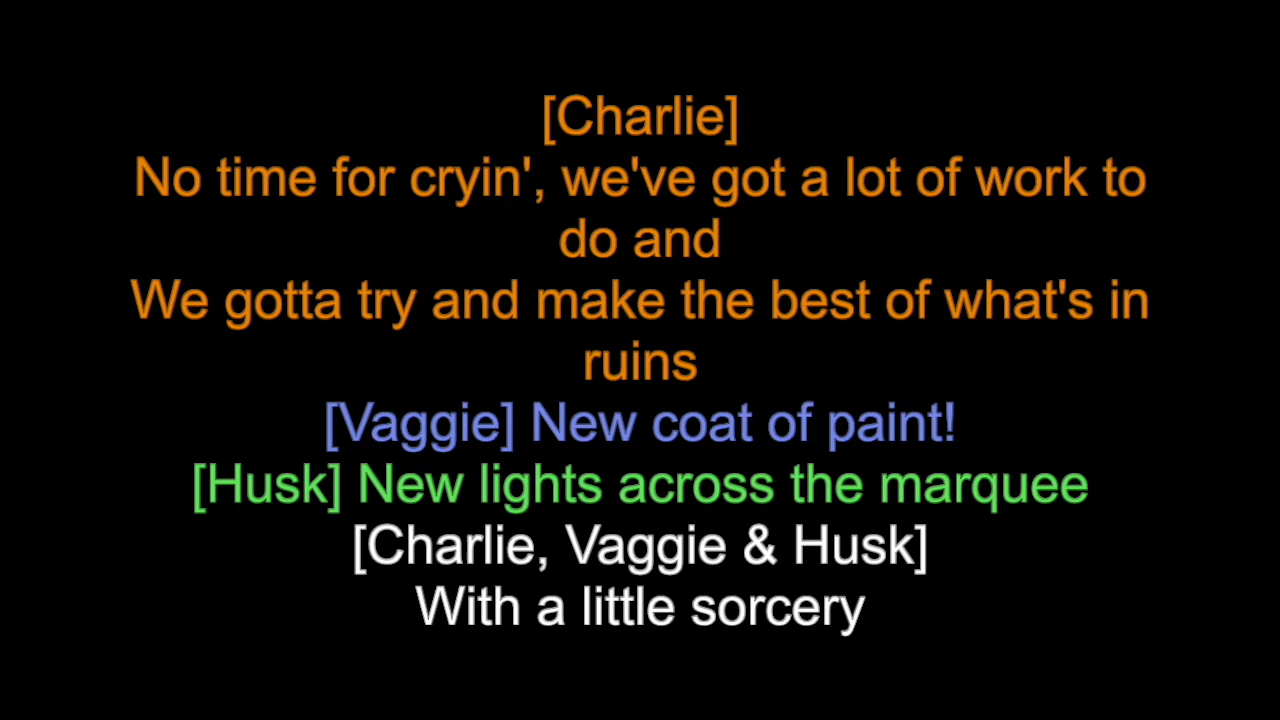 [Charlie]
No time for cryin', we've got a lot of work to
do and
We gotta try and make the best of what's in
ruins
[Vaggie] New coat of paint!
[Husk] New lights across the marquee
[Charlie, Vaggie & Husk]
With a little sorcery